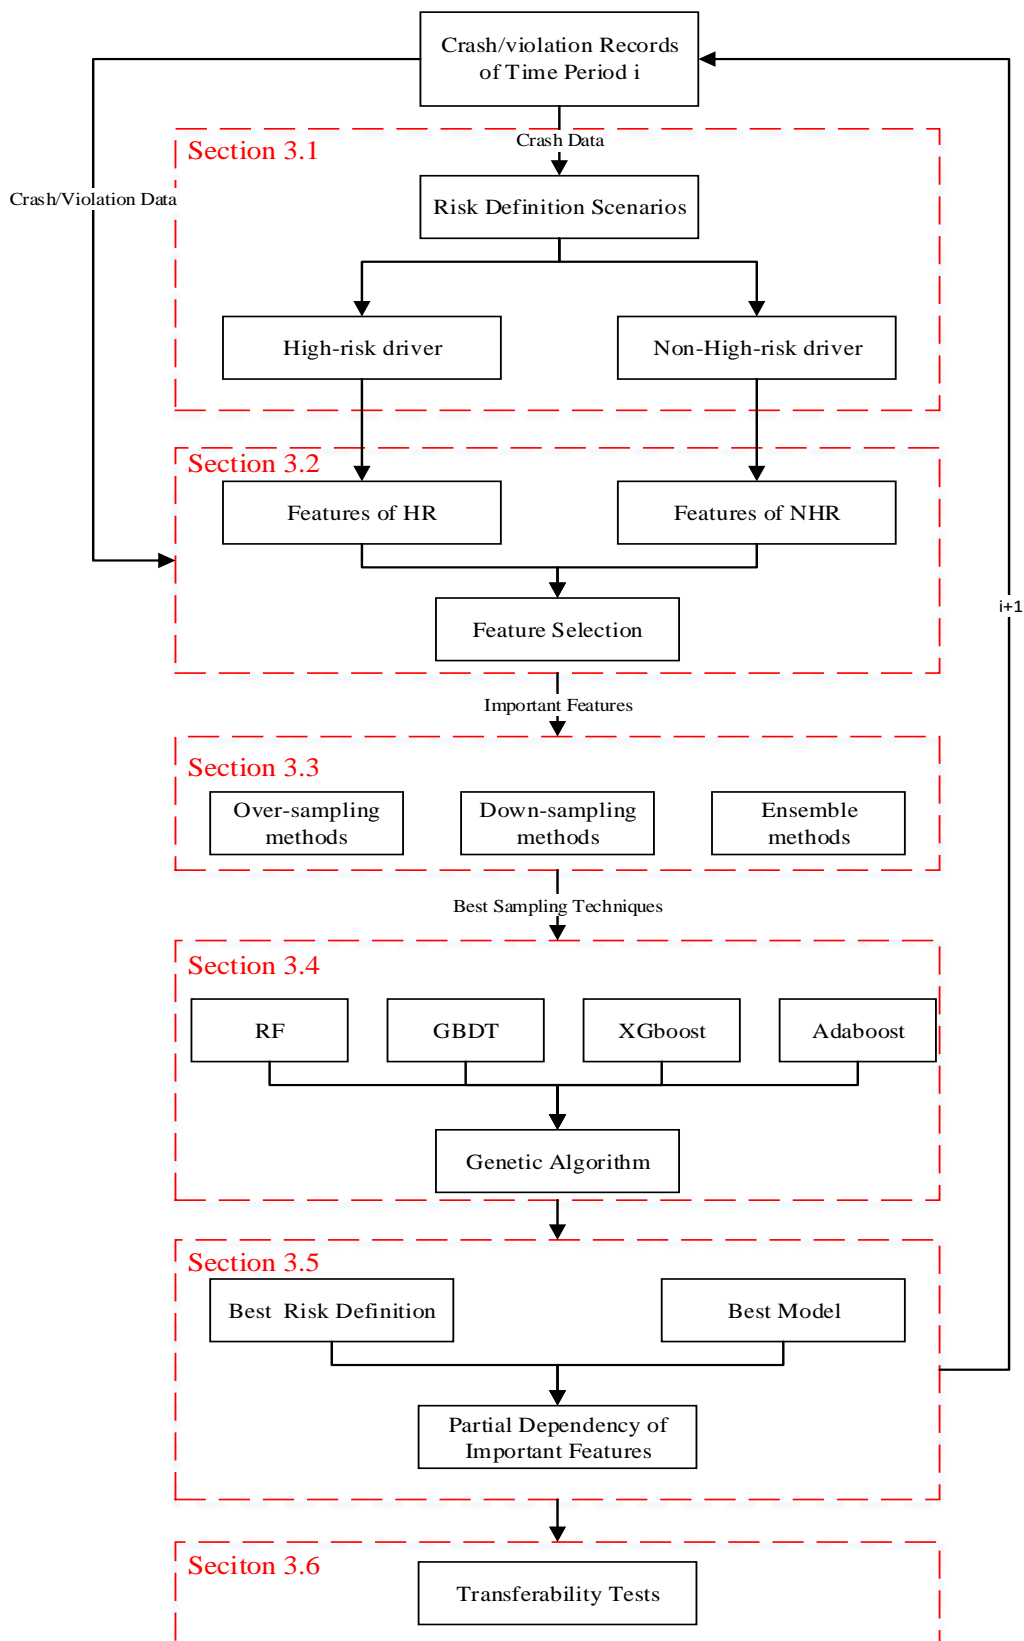 Crash/violation Records
of Time Period i
Crash Data
Section 3.1
Crash/Violation Data
Risk Definition Scenarios
High-risk driver
Non-High-risk driver
Section 3.2
Features of HR
Features of NHR
i+1
Feature Selection
Important Features
Section 3.3
Over-sampling
methods
Down-sampling
methods
Ensemble
methods
Best Sampling Techniques
Section 3.4
RF
GBDT
XGboost
Adaboost
Genetic Algorithm
Section 3.5
Best Risk Definition
Best Model
Partial Dependency of
Important Features
Seciton 3.6
Transferability Tests